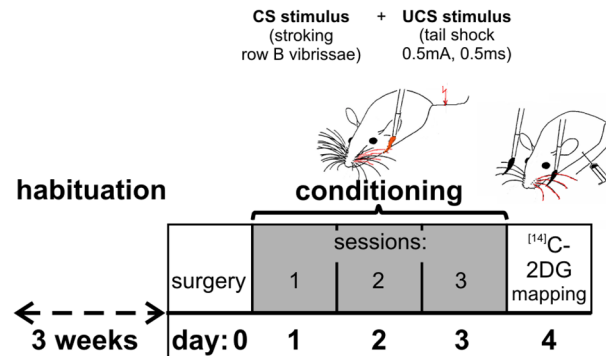 CS stimulus + UCS stimulus
(stroking (tail shock
row B vibrissae) 0.5mA, 0.5ms)
habituation conditioning
sessions:
surgery 1 2 3 [14]C-
2DG
mapping
3 weeks day: 0 1 2 3 4